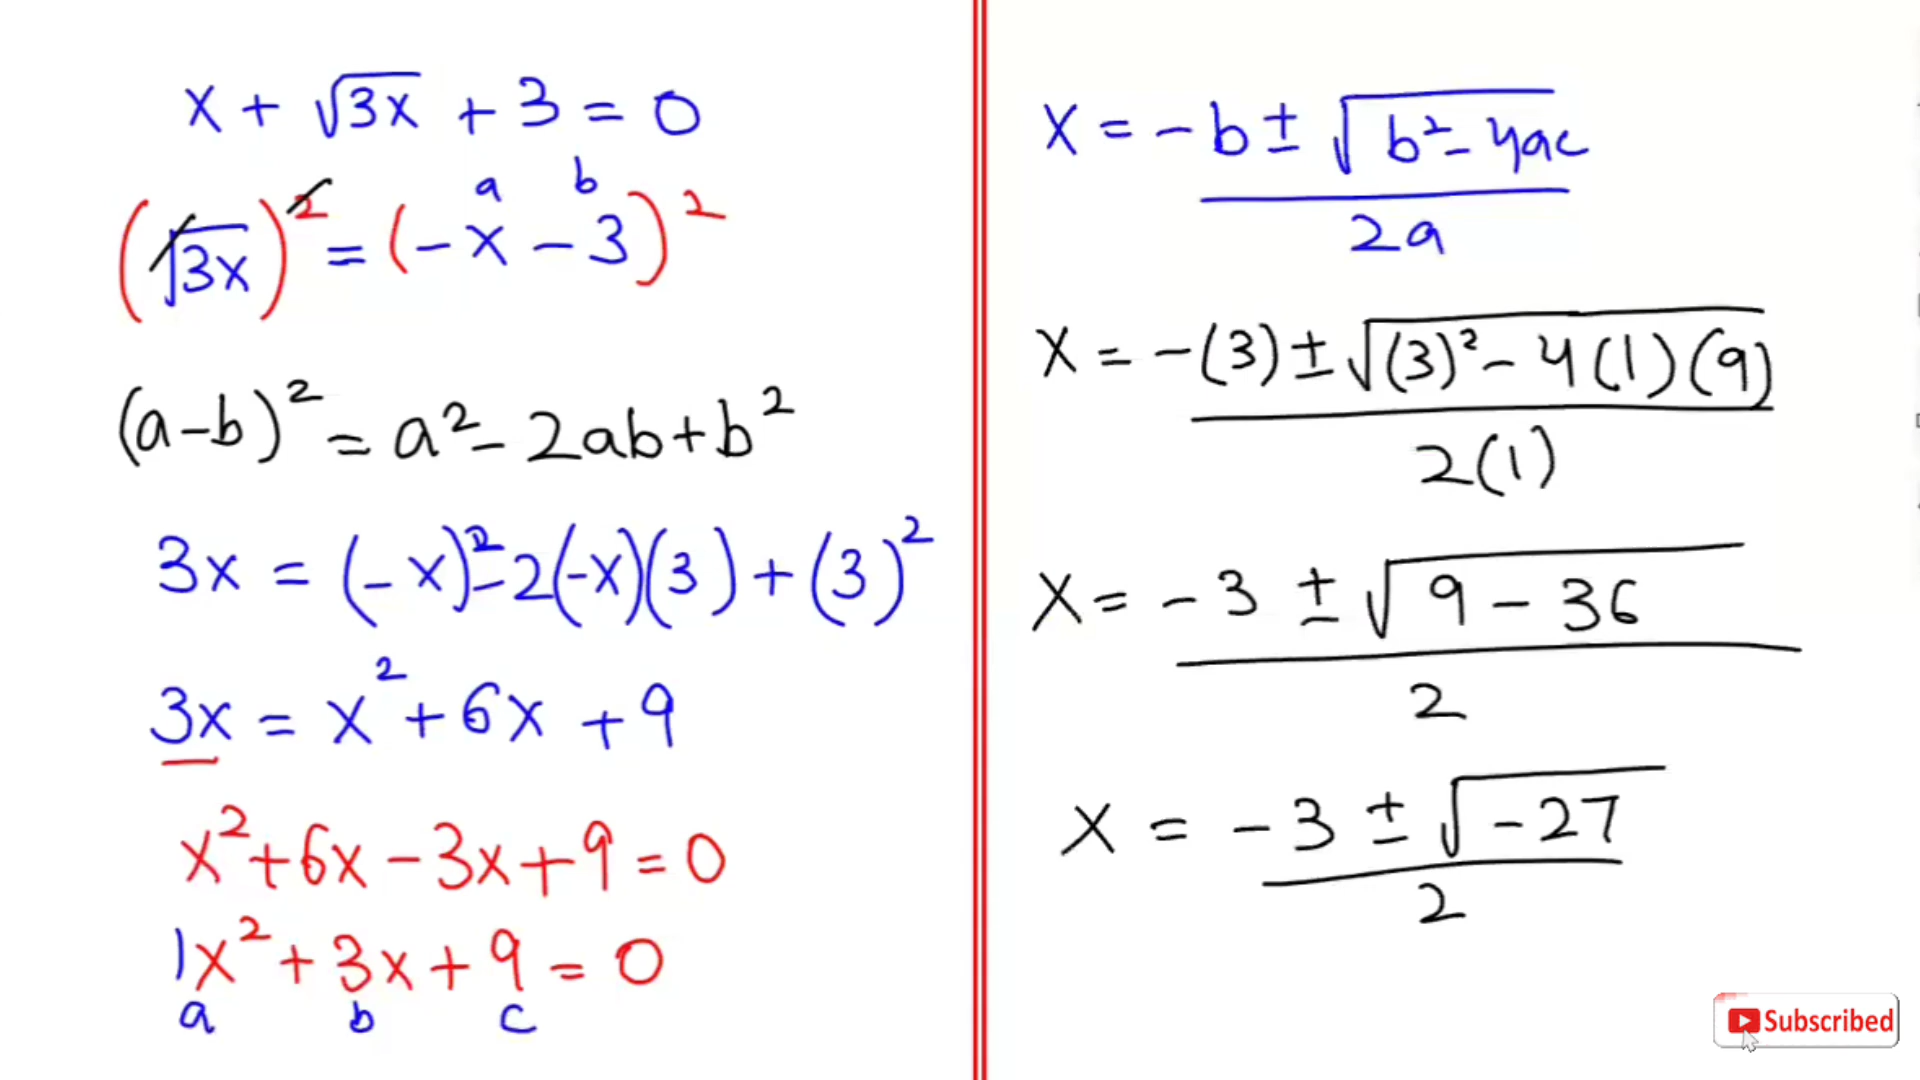 x + √3x + 3 = 0
a b
(√3x)² = (-x - 3)²
(a-b)² = a² - 2ab + b²
3x = (-x)² - 2(-x)(3) + (3)²
3x = x² + 6x + 9
x² + 6x - 3x + 9 = 0
1x² + 3x + 9 = 0
a b c
x = -b ± √b² - 4ac
2a
x = -(3) ± √(3)² - 4(1)(9)
2(1)
x = -3 ± √9 - 36
2
x = -3 ± √-27
2
Subscribed